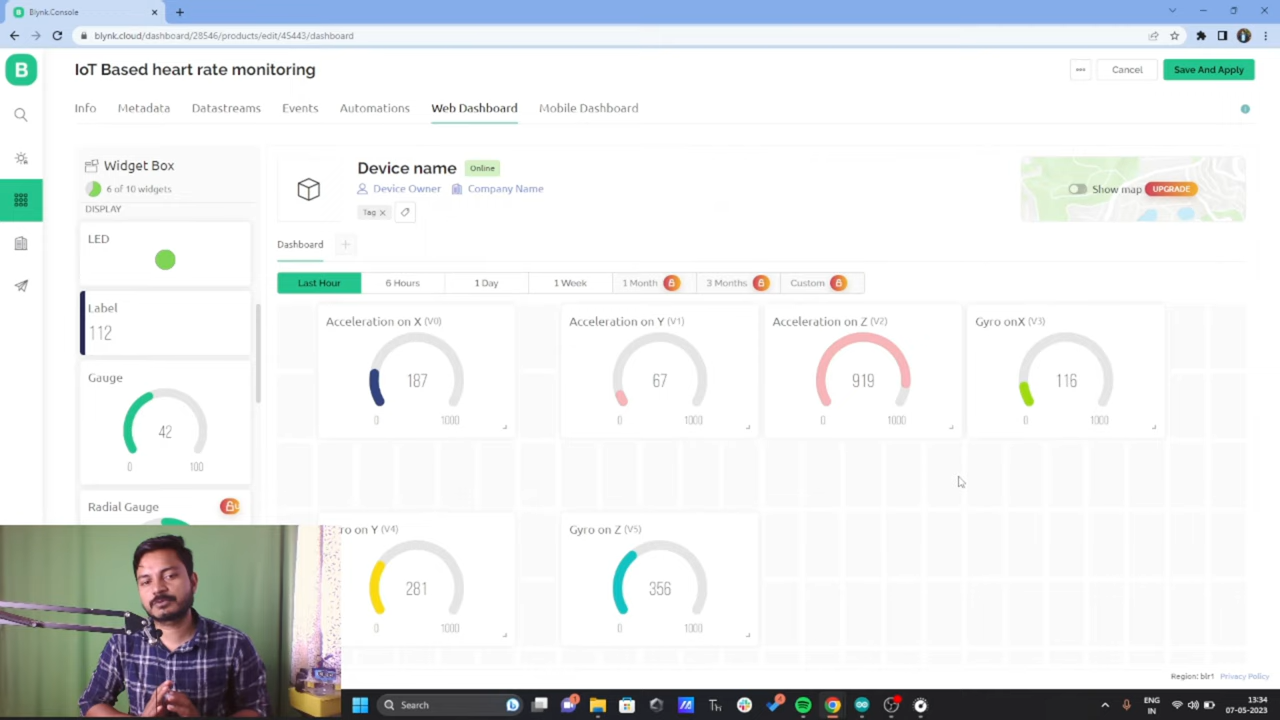 Blynk.Console
blynk.cloud/dashboard/28546/products/edit/45443/dashboard
B
IoT Based heart rate monitoring
Cancel
Save And Apply
Info
Metadata
Datastreams
Events
Automations
Web Dashboard
Mobile Dashboard
Widget Box
6 of 10 widgets
DISPLAY
LED
Label
112
Gauge
42
0 100
Radial Gauge
Device name
Online
Device Owner
Company Name
Tag
Show map
UPGRADE
Dashboard
Last Hour
6 Hours
1 Day
1 Week
1 Month
3 Months
Custom
Acceleration on X (V0)
187
0 1000
Acceleration on Y (V1)
67
0 1000
Acceleration on Z (V2)
919
0 1000
Gyro onX (V3)
116
0 1000
ro on Y (V4)
281
0 1000
Gyro on Z (V5)
356
0 1000
Region: blr1
Privacy Policy
Search
ENG
IN
13:34
07-05-2023